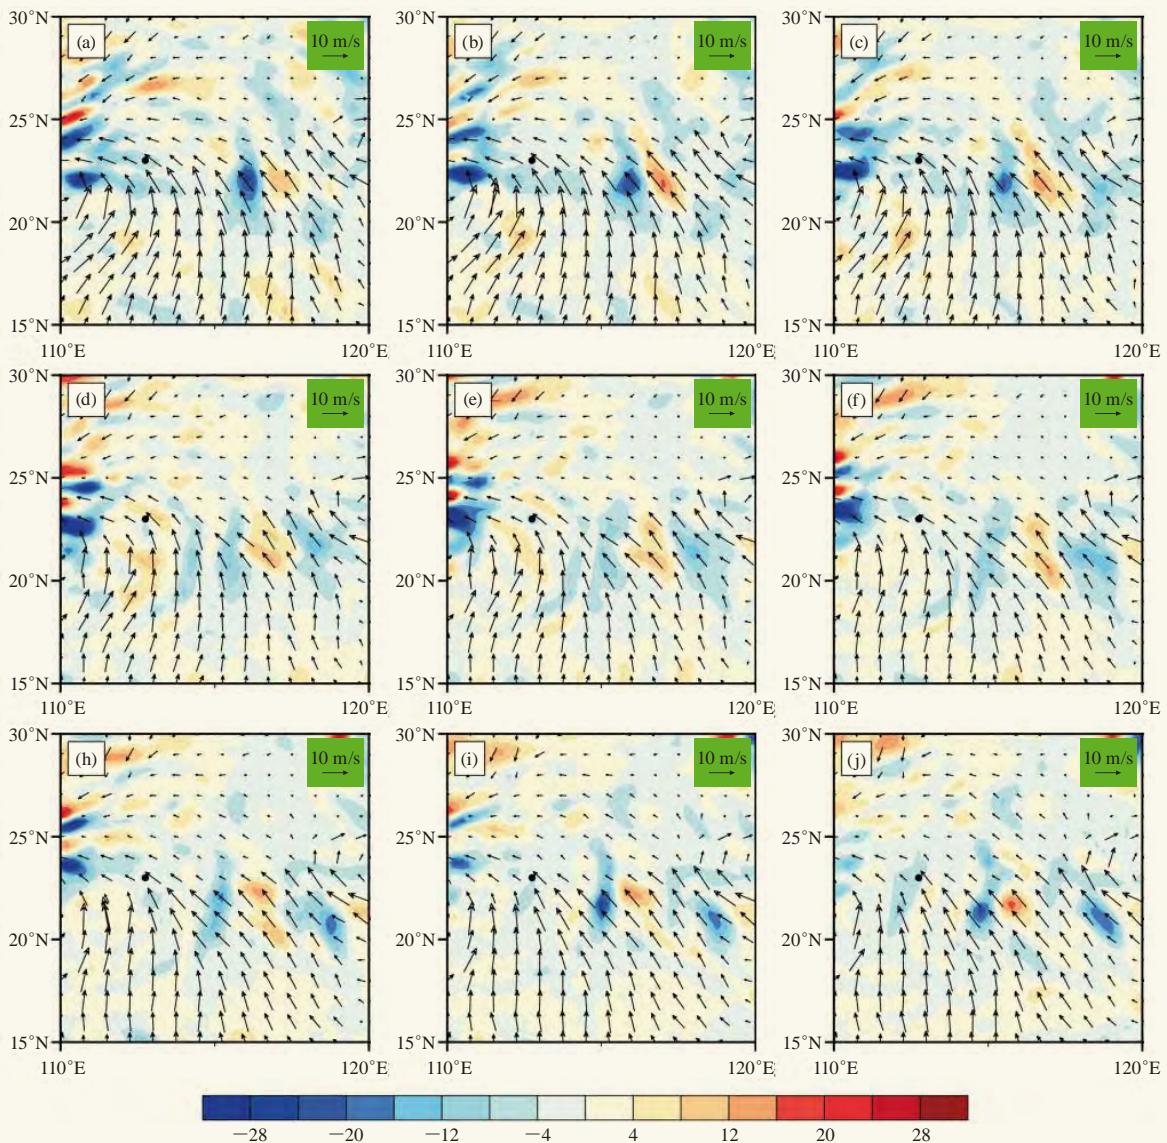 30°N (a) 10 m/s (b) 10 m/s (c) 10 m/s
25°N 25°N 25°N
20°N 20°N 20°N
15°N 15°N 15°N
110°E 120°E 110°E 120°E 110°E 120°E
30°N (d) 10 m/s 30°N (e) 10 m/s 30°N (f) 10 m/s
25°N 25°N 25°N
20°N 20°N 20°N
15°N 15°N 15°N
110°E 120°E 110°E 120°E 110°E 120°E
30°N (h) 10 m/s 30°N (i) 10 m/s 30°N (j) 10 m/s
25°N 25°N 25°N
20°N 20°N 20°N
15°N 15°N 15°N
110°E 120°E 110°E 120°E 110°E 120°E
−28 −20 −12 −4 4 12 20 28